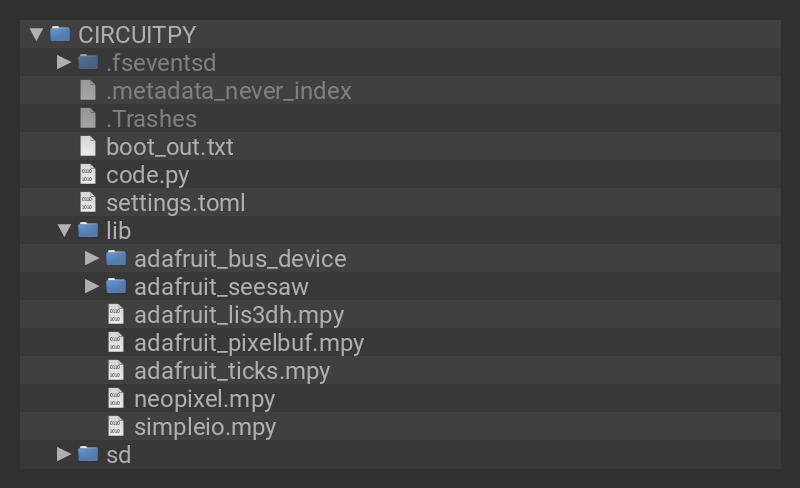 CIRCUITPY
.fseventsd
.metadata_never_index
.Trashes
boot_out.txt
code.py
settings.toml
lib
adafruit_bus_device
adafruit_seesaw
adafruit_lis3dh.mpy
adafruit_pixelbuf.mpy
adafruit_ticks.mpy
neopixel.mpy
simpleio.mpy
sd